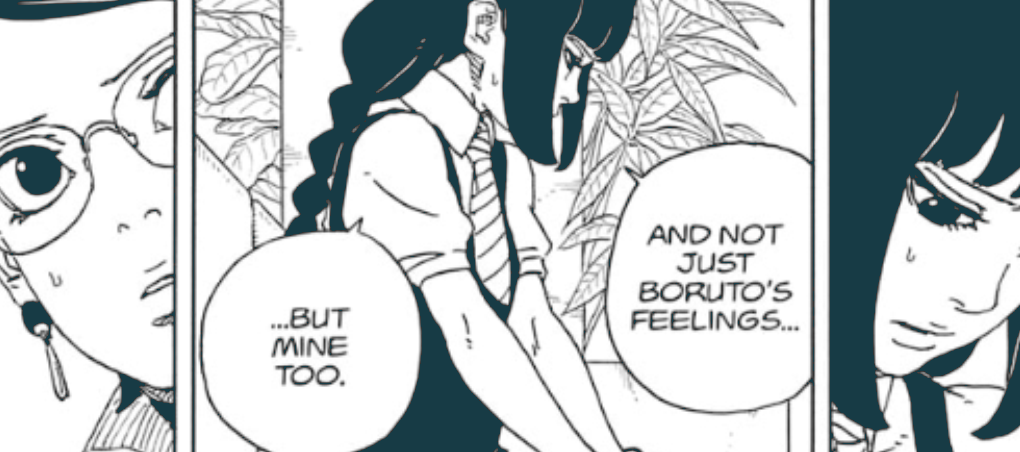 AND NOT
JUST
BORUTO'S
FEELINGS...
...BUT
MINE
TOO.